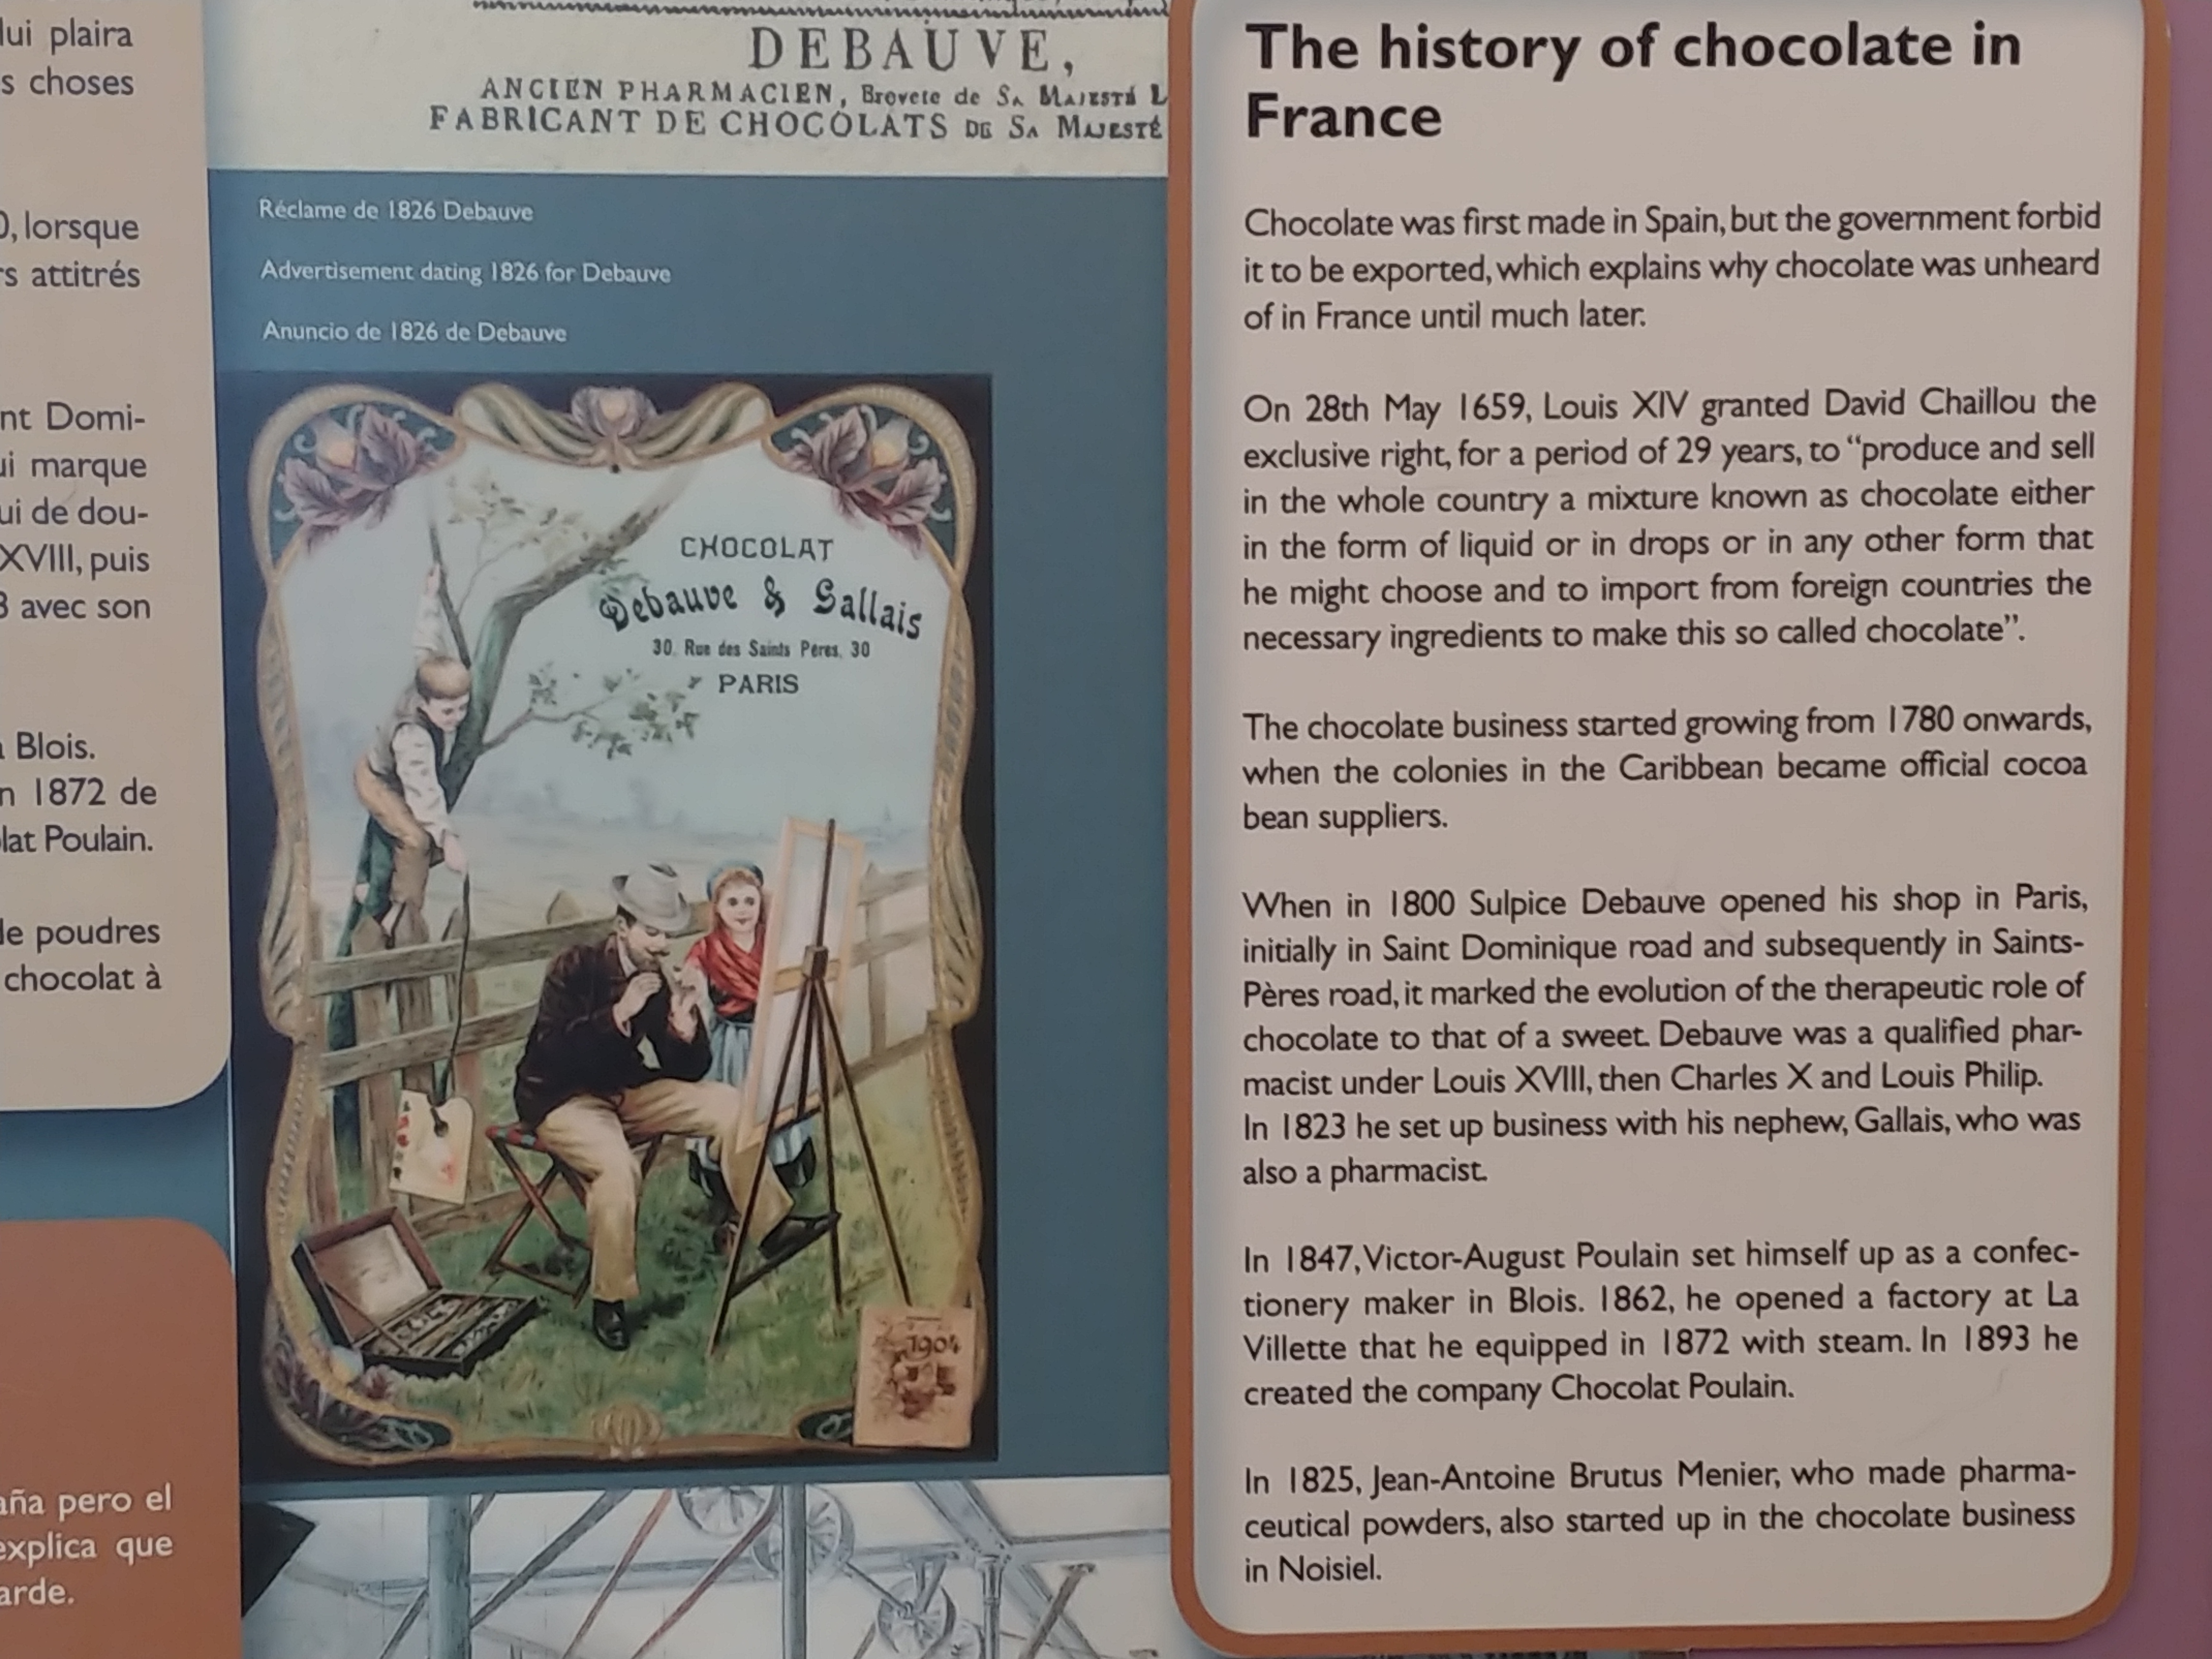 lui plaira
s choses
, lorsque
rs attitrés
nt Domi-
ui marque
ui de dou-
XVIII, puis
3 avec son
Blois.
n 1872 de
lat Poulain.
de poudres
chocolat à
aña pero el
explica que
arde.
DEBAUVE,
ANCIEN PHARMACIEN, Brevete de SA MAJESTÉ L
FABRICANT DE CHOCOLATS DE SA MAJESTÉ
Réclame de 1826 Debauve
Advertisement dating 1826 for Debauve
Anuncio de 1826 de Debauve
CHOCOLAT
Debauve & Gallais
30. Rue des Saints Pères. 30
PARIS
1904
The history of chocolate in
France
Chocolate was first made in Spain, but the government forbid
it to be exported, which explains why chocolate was unheard
of in France until much later.
On 28th May 1659, Louis XIV granted David Chaillou the
exclusive right, for a period of 29 years, to “produce and sell
in the whole country a mixture known as chocolate either
in the form of liquid or in drops or in any other form that
he might choose and to import from foreign countries the
necessary ingredients to make this so called chocolate”.
The chocolate business started growing from 1780 onwards,
when the colonies in the Caribbean became official cocoa
bean suppliers.
When in 1800 Sulpice Debauve opened his shop in Paris,
initially in Saint Dominique road and subsequently in Saints-
Pères road, it marked the evolution of the therapeutic role of
chocolate to that of a sweet. Debauve was a qualified phar-
macist under Louis XVIII, then Charles X and Louis Philip.
In 1823 he set up business with his nephew, Gallais, who was
also a pharmacist.
In 1847, Victor-August Poulain set himself up as a confec-
tionery maker in Blois. 1862, he opened a factory at La
Villette that he equipped in 1872 with steam. In 1893 he
created the company Chocolat Poulain.
In 1825, Jean-Antoine Brutus Menier, who made pharma-
ceutical powders, also started up in the chocolate business
in Noisiel.